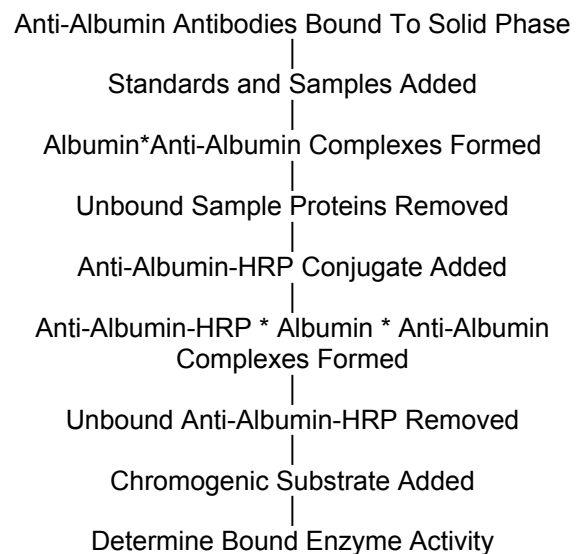 Anti-Albumin Antibodies Bound To Solid Phase
Standards and Samples Added
Albumin*Anti-Albumin Complexes Formed
Unbound Sample Proteins Removed
Anti-Albumin-HRP Conjugate Added
Anti-Albumin-HRP * Albumin * Anti-Albumin
Complexes Formed
Unbound Anti-Albumin-HRP Removed
Chromogenic Substrate Added
Determine Bound Enzyme Activity